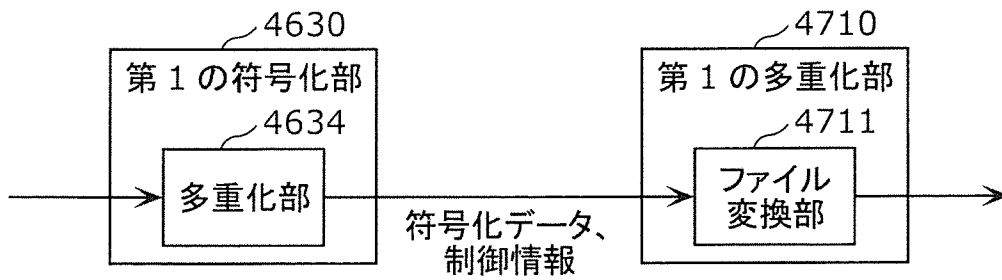 4630
第1の符号化部
4634
多重化部
符号化データ、
制御情報
4710
第1の多重化部
4711
ファイル
変換部